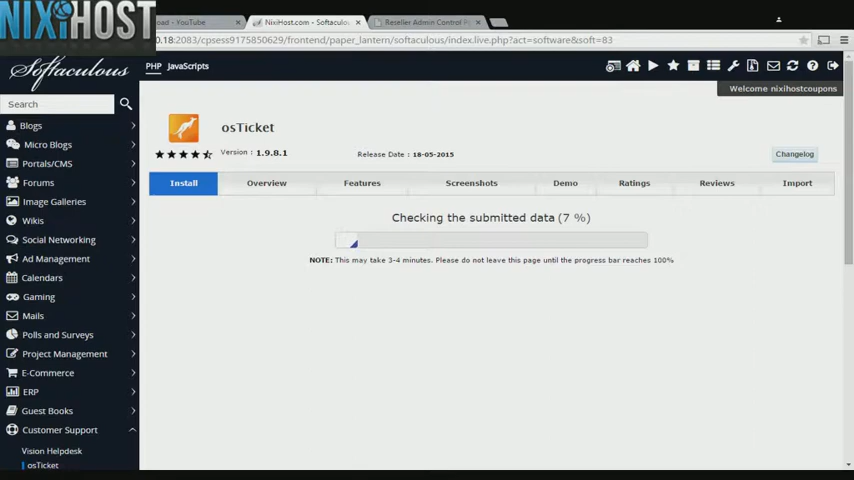 NIXIHOST
oad - YouTube
NixiHost.com - Softaculou
Reseller Admin Control P
0.18:2083/cpsess9175850629/frontend/paper_lantern/softaculous/index.live.php?act=software&soft=83
Softaculous
PHP JavaScripts
Welcome nixihostcoupons
Search
Blogs
Micro Blogs
Portals/CMS
Forums
Image Galleries
Wikis
Social Networking
Ad Management
Calendars
Gaming
Mails
Polls and Surveys
Project Management
E-Commerce
ERP
Guest Books
Customer Support
Vision Helpdesk
osTicket
osTicket
Version : 1.9.8.1
Release Date : 18-05-2015
Changelog
Install
Overview
Features
Screenshots
Demo
Ratings
Reviews
Import
Checking the submitted data (7 %)
NOTE: This may take 3-4 minutes. Please do not leave this page until the progress bar reaches 100%